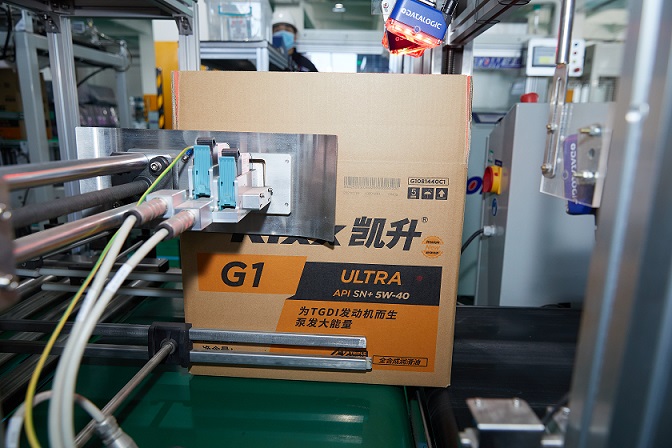 DATALOGIC
G1081440C1
5
凯升®
G1
ULTRA
API SN+ 5W-40
为TGDI发动机而生
泵发大能量
全合成润滑油